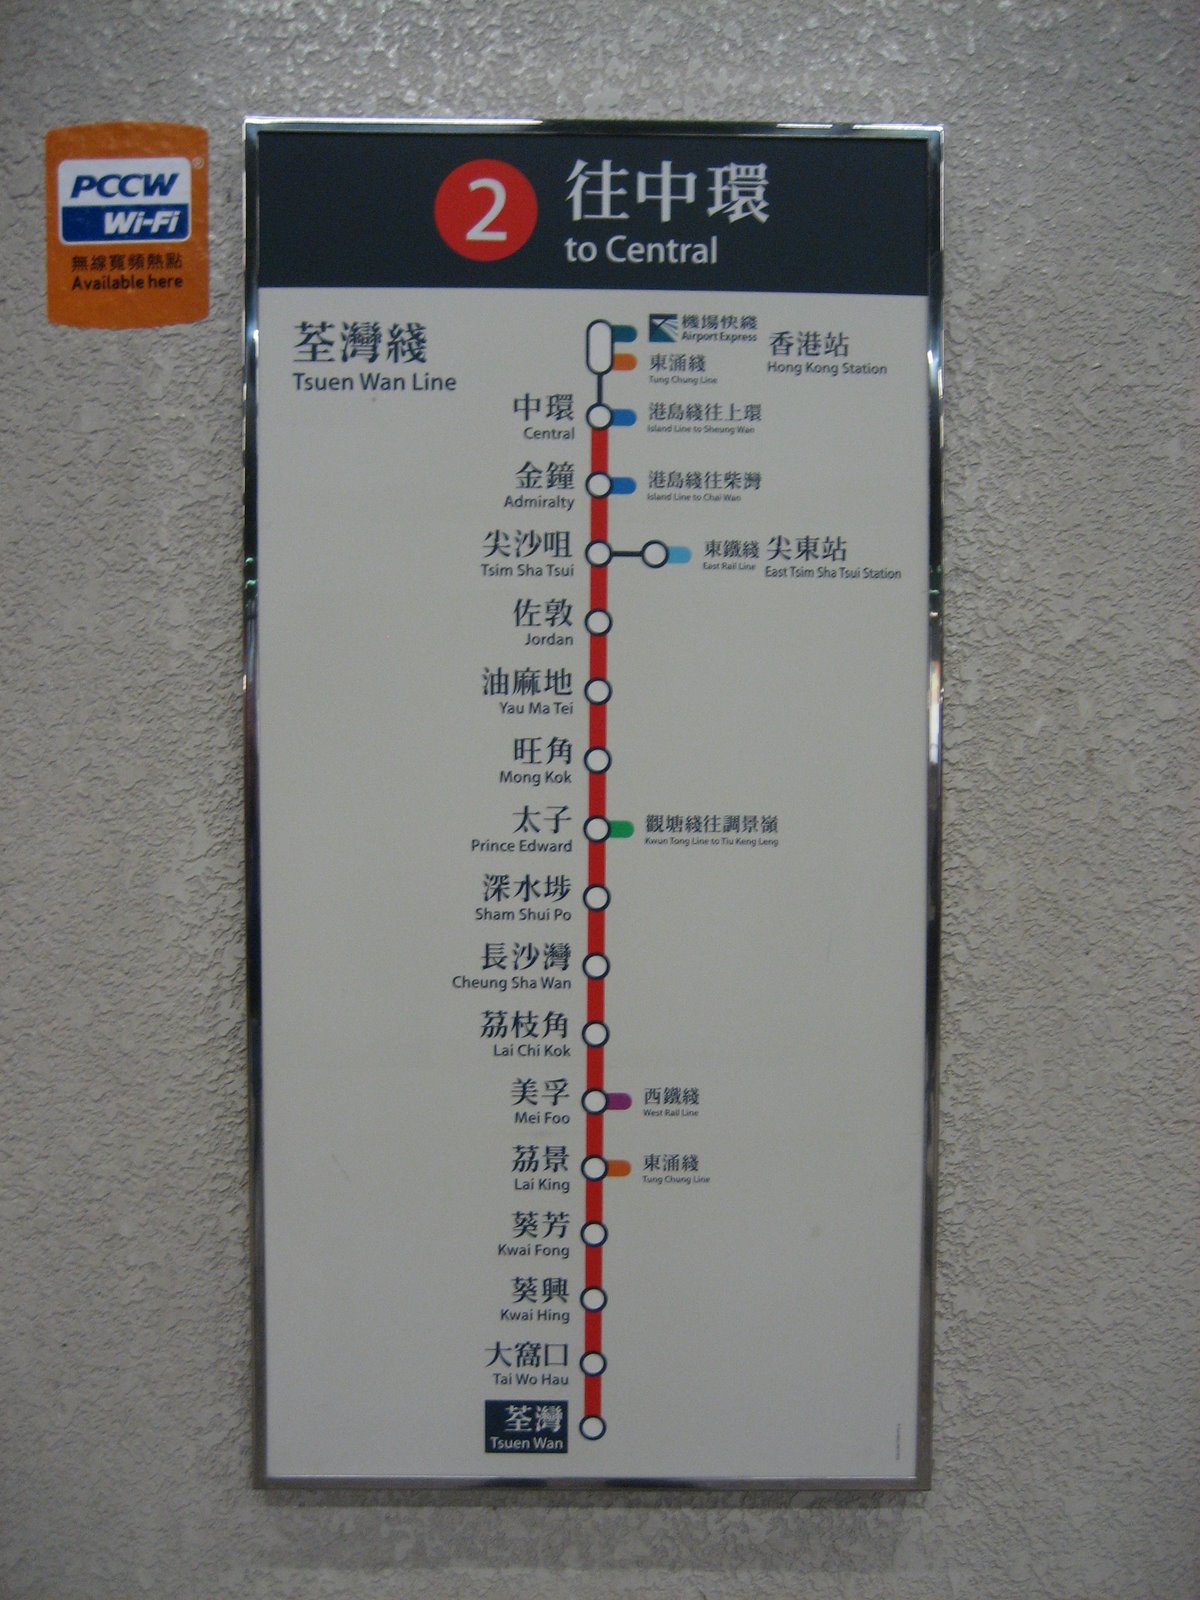 PCCW
Wi-Fi
®
無線寬頻熱點
Available here
2
往中環
to Central
荃灣綫
Tsuen Wan Line
機場快綫
Airport Express
東涌綫
Tung Chung Line
香港站
Hong Kong Station
中環
Central
港島綫往上環
Island Line to Sheung Wan
金鐘
Admiralty
港島綫往柴灣
Island Line to Chai Wan
尖沙咀
Tsim Sha Tsui
東鐵綫
East Rail Line
尖東站
East Tsim Sha Tsui Station
佐敦
Jordan
油麻地
Yau Ma Tei
旺角
Mong Kok
太子
Prince Edward
觀塘綫往調景嶺
Kwun Tong Line to Tiu Keng Leng
深水埗
Sham Shui Po
長沙灣
Cheung Sha Wan
荔枝角
Lai Chi Kok
美孚
Mei Foo
西鐵綫
West Rail Line
荔景
Lai King
東涌綫
Tung Chung Line
葵芳
Kwai Fong
葵興
Kwai Hing
大窩口
Tai Wo Hau
荃灣
Tsuen Wan